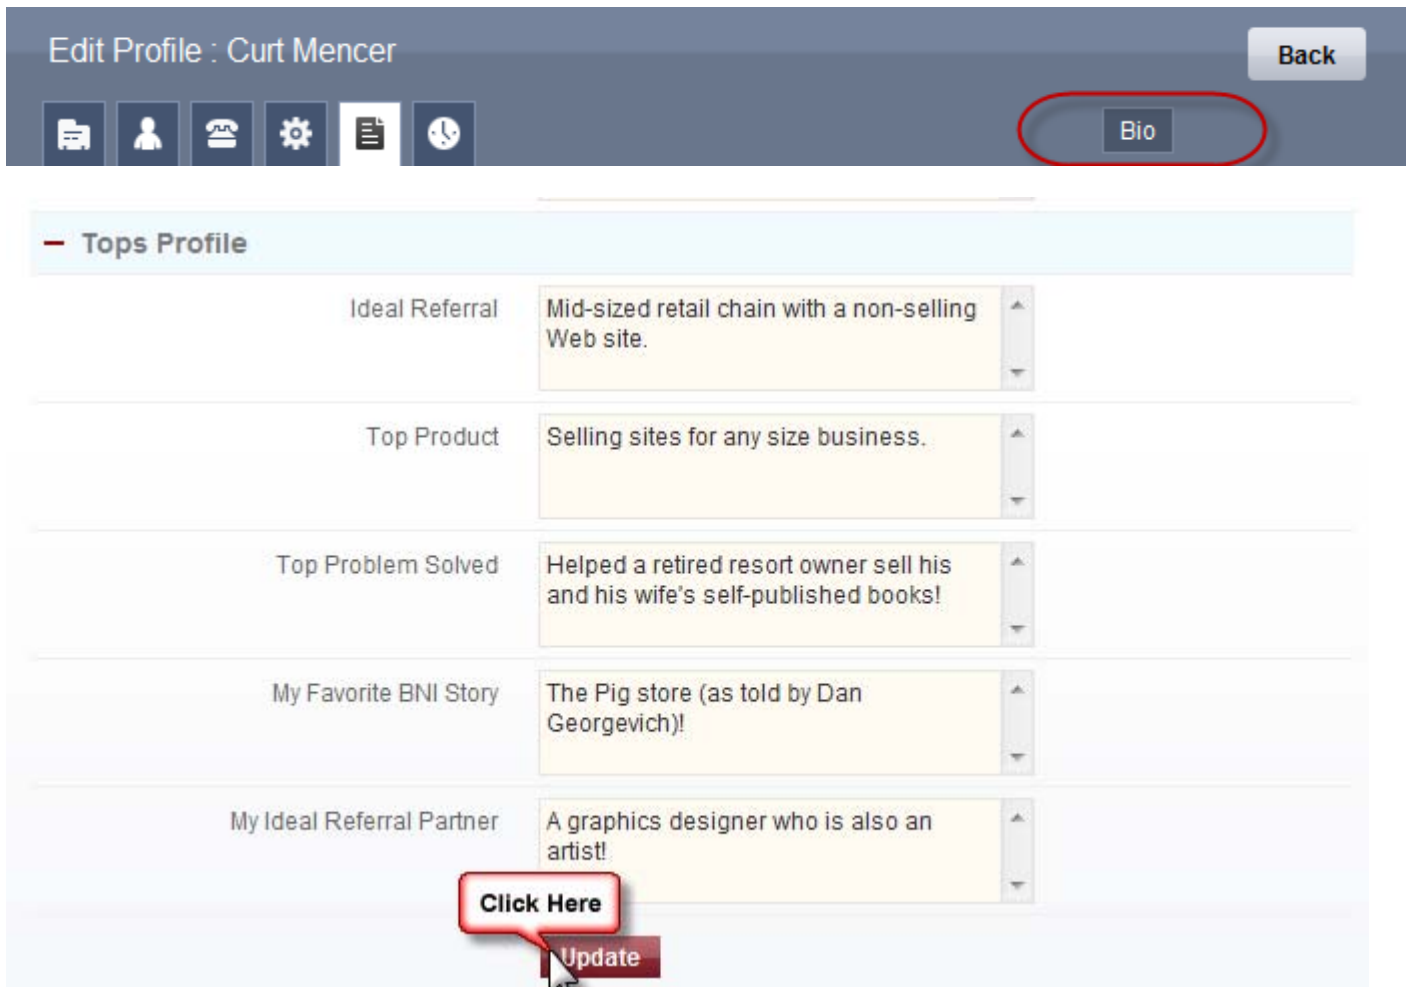 Edit Profile : Curt Mencer
Back
Bio
Tops Profile
Ideal Referral
Mid-sized retail chain with a non-selling
Web site.
Top Product
Selling sites for any size business.
Top Problem Solved
Helped a retired resort owner sell his
and his wife's self-published books!
My Favorite BNI Story
The Pig store (as told by Dan
Georgevich)!
My Ideal Referral Partner
A graphics designer who is also an
artist!
Click Here
Update